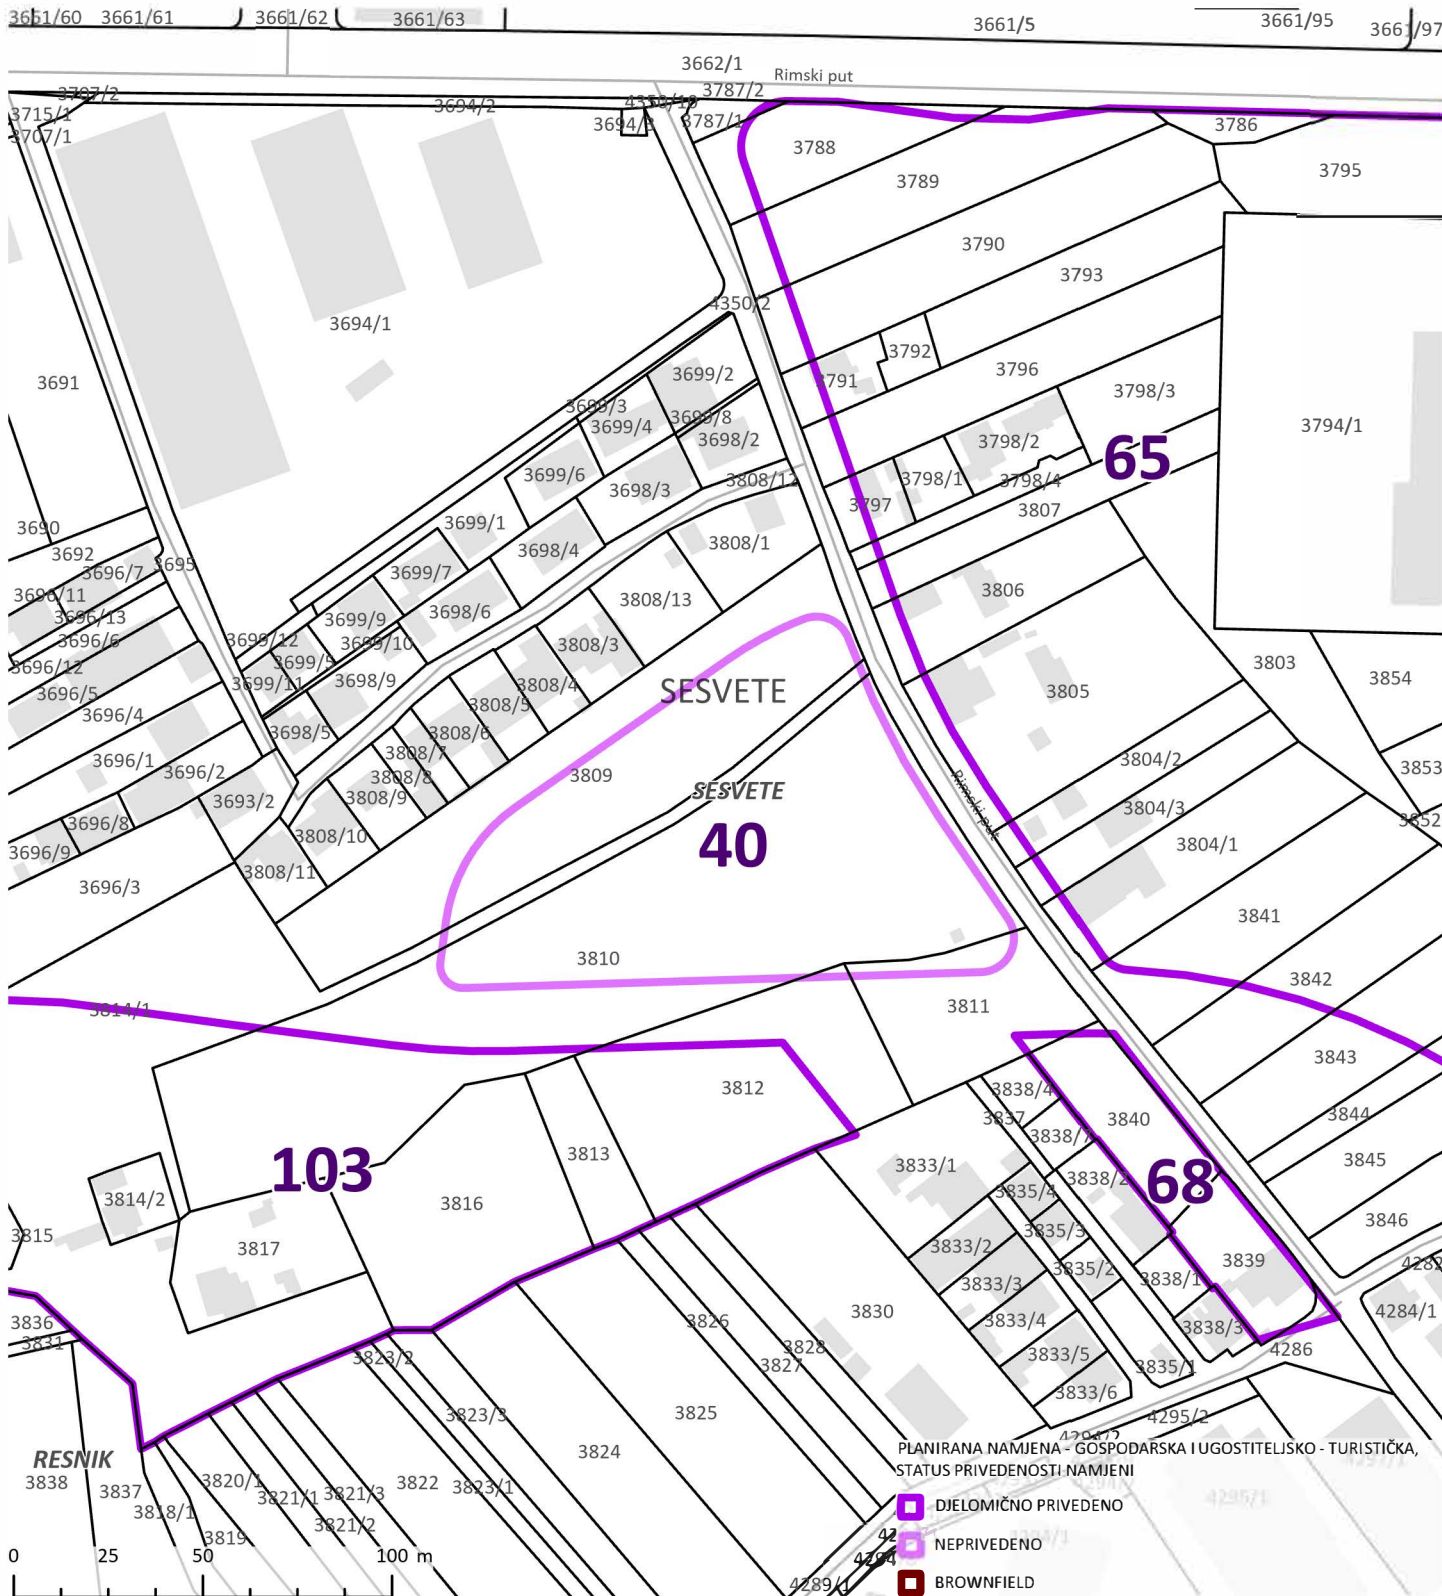 3661/60 3661/61 3661/62 3661/63 3661/5 3661/95 3661/97
3662/1 Rimski put
3707/2 3694/2 4350/10 3787/2
3715/1 3694/3 3787/1 3786
3707/1 3788
3795
3789
3790
3793
4350/2
3694/1
3792
3691 3699/2 3791 3796
3798/3
3699/3 3699/8
3699/4 3794/1
3698/2 3798/2
65
3699/6 3808/12 3798/1 3798/4
3698/3 3797
3690 3699/1 3807
3692 3698/4 3808/1
3696/7 3695 3699/7
3696/11 3808/13 3806
3696/13 3699/9 3698/6
3696/6 3699/12 3699/10 3808/3
3696/12 3699/5 3803
3696/5 3699/11 3698/9 3808/4 SESVETE 3805 3854
3696/4 3808/5
3698/5 3808/6
3696/1 3808/7 3804/2
3696/2 3808/8 3809 3853
3693/2 3808/9 SESVETE Rimski put 3804/3
3696/8 3808/10 3852
3696/9 40 3804/1
3696/3 3808/11
3841
3810
3842
3814/1 3811
3843
3812 3838/4
3837 3840 3844
3838/7
103 3813 3833/1 3845
3814/2 3816 3835/4 3838/2 68
3815 3835/3 3846
3817 3833/2 3839
3835/2 3838/1 4282
3836 3833/3
3831 3830 3833/4 3838/3 4284/1
3826 3828 4286
3823/2 3827 3833/5 3835/1
3833/6
3823/3 3825 4295/2
3824 4294/2
RESNIK
3838 3837 3820/1 3821/1 3821/3 3822 3823/1
3818/1 3821/2
3819
4289/1
0 25 50 100 m
PLANIRANA NAMJENA - GOSPODARSKA I UGOSTITELJSKO - TURISTIČKA,
STATUS PRIVEDENOSTI NAMJENI
DJELOMIČNO PRIVEDENO
NEPRIVEDENO
BROWNFIELD